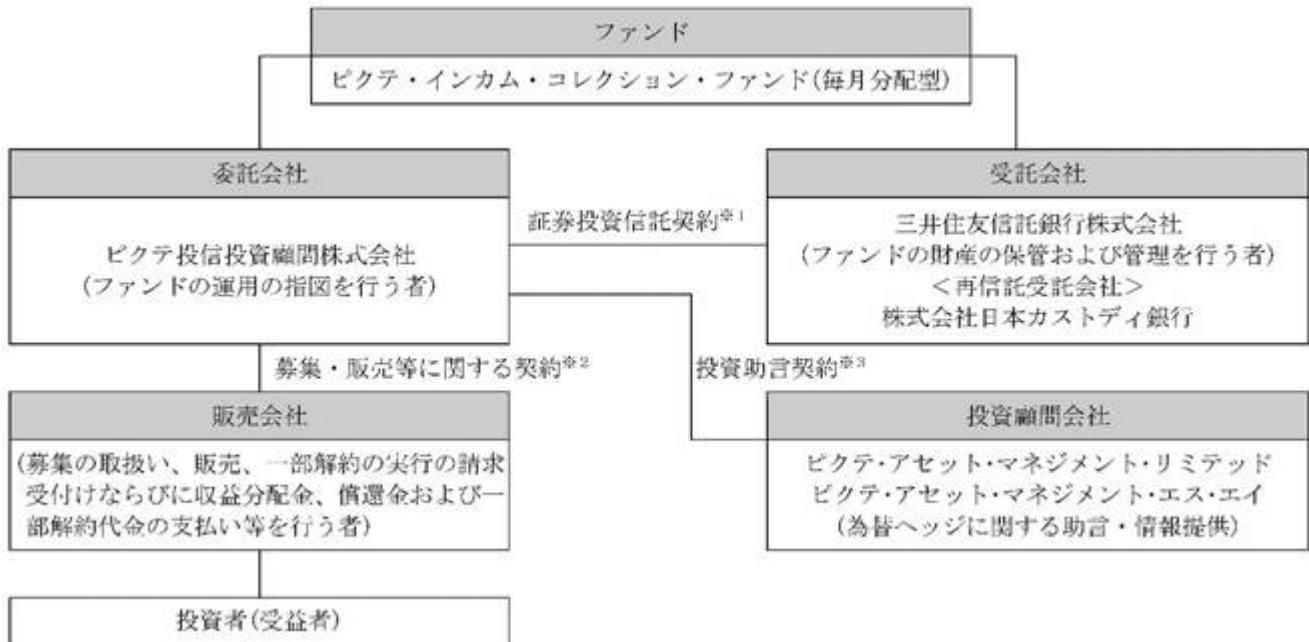 ファンド
ピクテ・インカム・コレクション・ファンド(毎月分配型)
委託会社
ピクテ投信投資顧問株式会社
(ファンドの運用の指図を行う者)
証券投資信託契約※1
受託会社
三井住友信託銀行株式会社
(ファンドの財産の保管および管理を行う者)
＜再信託受託会社＞
株式会社日本カストディ銀行
募集・販売等に関する契約※2
投資助言契約※3
販売会社
(募集の取扱い、販売、一部解約の実行の請求
受付けならびに収益分配金、償還金および一
部解約代金の支払い等を行う者)
投資顧問会社
ピクテ・アセット・マネジメント・リミテッド
ピクテ・アセット・マネジメント・エス・エイ
(為替ヘッジに関する助言・情報提供)
投資者(受益者)